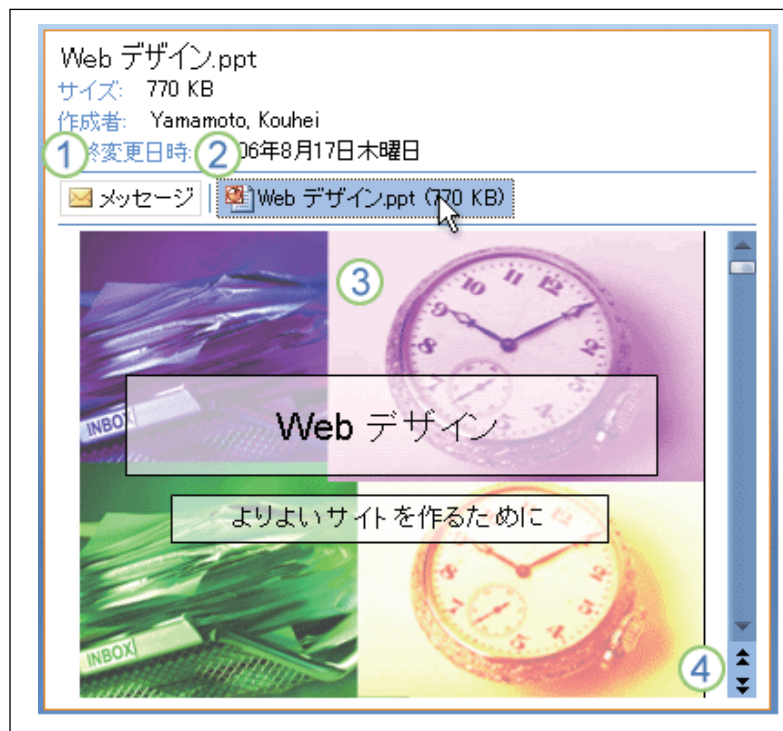 Web デザイン.ppt
サイズ: 770 KB
作成者: Yamamoto, Kouhei
1 終変更日時: 2 06年8月17日木曜日
メッセージ Web デザイン.ppt (770 KB)
3
INBOX
Web デザイン
よりよいサイトを作るために
INBOX
4